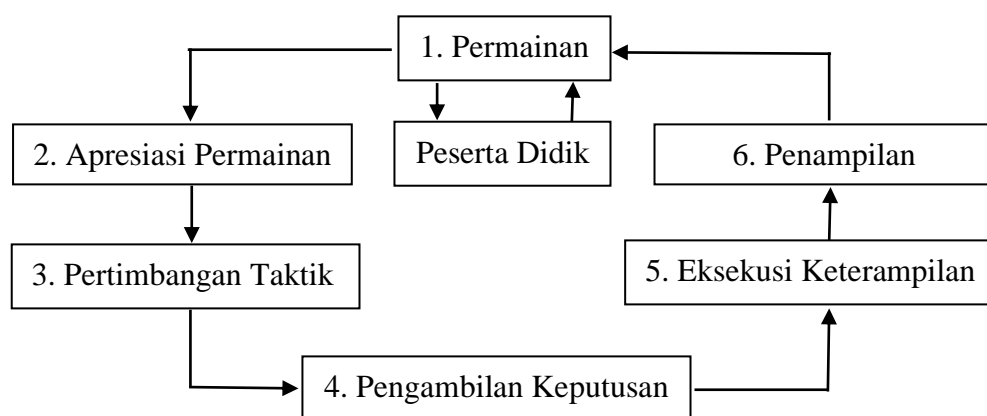 1. Permainan
2. Apresiasi Permainan
Peserta Didik
6. Penampilan
3. Pertimbangan Taktik
5. Eksekusi Keterampilan
4. Pengambilan Keputusan